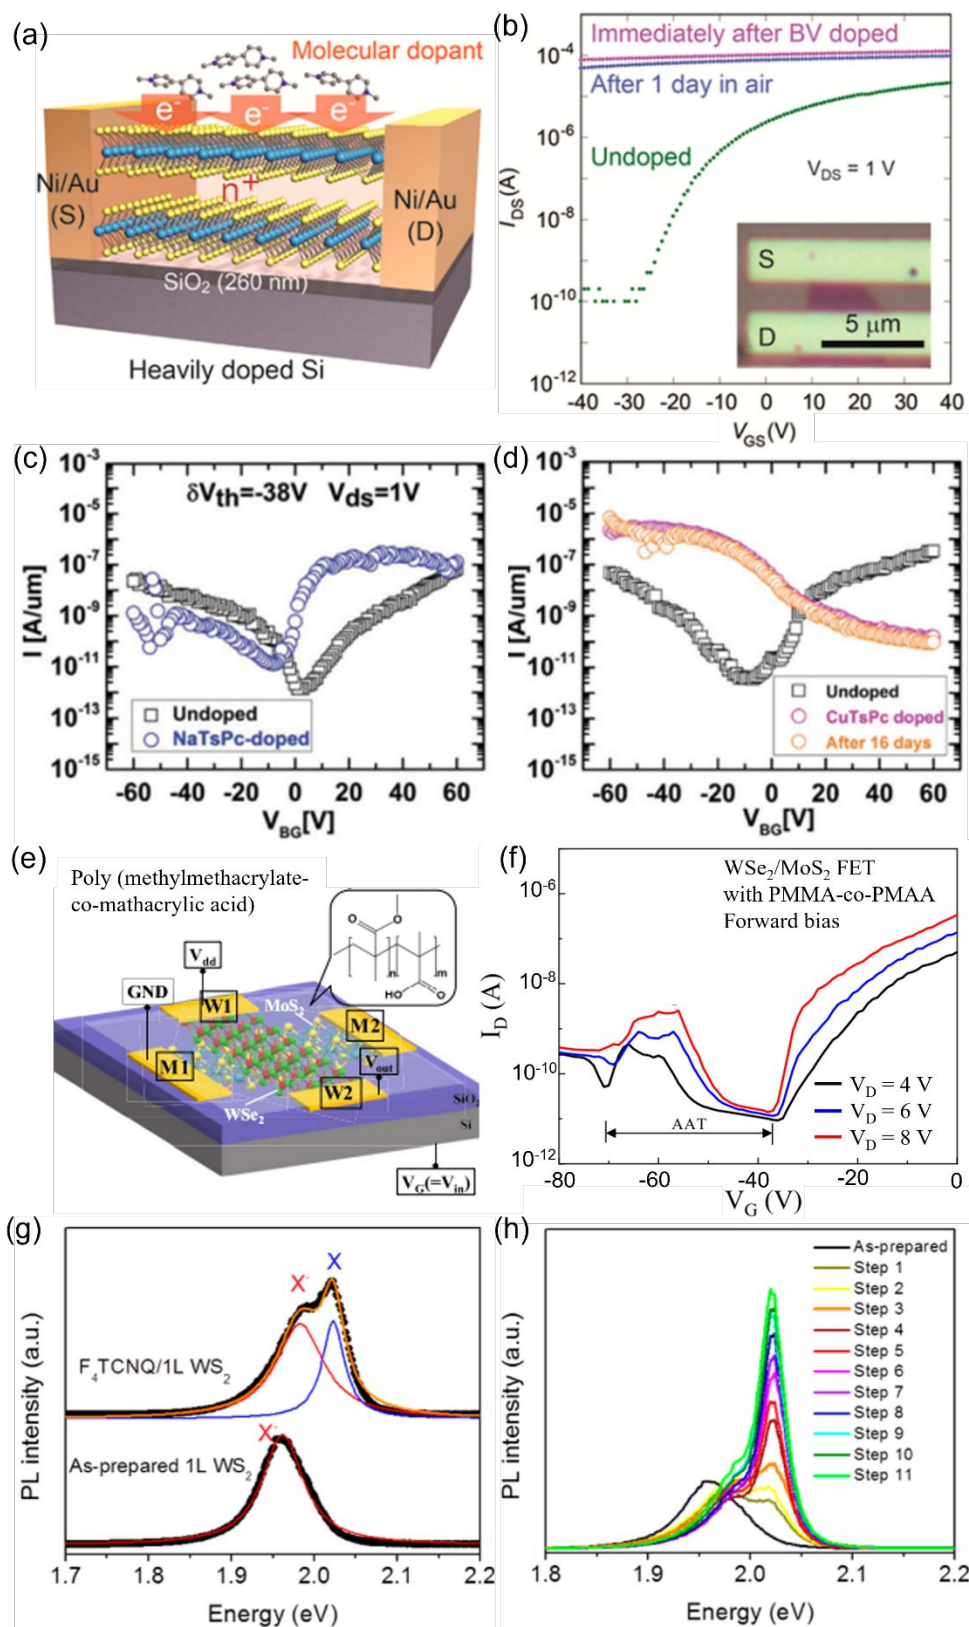 (a)
Molecular dopant
e⁻ e⁻ e⁻
Ni/Au
(S)
n⁺
Ni/Au
(D)
SiO₂ (260 nm)
Heavily doped Si
(b)
Immediately after BV doped
After 1 day in air
Undoped
V_DS = 1 V
S
D
5 μm
I_DS(A)
10⁻⁴
10⁻⁶
10⁻⁸
10⁻¹⁰
10⁻¹²
-40 -30 -20 -10 0 10 20 30 40
V_GS(V)
(c)
δV_th=-38V V_ds=1V
I [A/um]
10⁻³
10⁻⁵
10⁻⁷
10⁻⁹
10⁻¹¹
10⁻¹³
10⁻¹⁵
Undoped
NaTsPc-doped
-60 -40 -20 0 20 40 60
V_BG[V]
(d)
I [A/um]
10⁻³
10⁻⁵
10⁻⁷
10⁻⁹
10⁻¹¹
10⁻¹³
10⁻¹⁵
Undoped
CuTsPc doped
After 16 days
-60 -40 -20 0 20 40 60
V_BG[V]
(e)
Poly (methylmethacrylate-
co-mathacrylic acid)
O O
n m
HO O
V_dd
GND
W1
MoS₂
M2
M1
V_out
W2
WSe₂
SiO₂
Si
V_G(=V_in)
(f)
WSe₂/MoS₂ FET
with PMMA-co-PMAA
Forward bias
I_D (A)
10⁻⁶
10⁻⁸
10⁻¹⁰
10⁻¹²
AAT
V_D = 4 V
V_D = 6 V
V_D = 8 V
-80 -60 -40 -20 0
V_G (V)
(g)
X⁻ X
F₄TCNQ/1L WS₂
X⁻
As-prepared 1L WS₂
PL intensity (a.u.)
1.7 1.8 1.9 2.0 2.1 2.2
Energy (eV)
(h)
As-prepared
Step 1
Step 2
Step 3
Step 4
Step 5
Step 6
Step 7
Step 8
Step 9
Step 10
Step 11
PL intensity (a.u.)
1.8 1.9 2.0 2.1 2.2
Energy (eV)